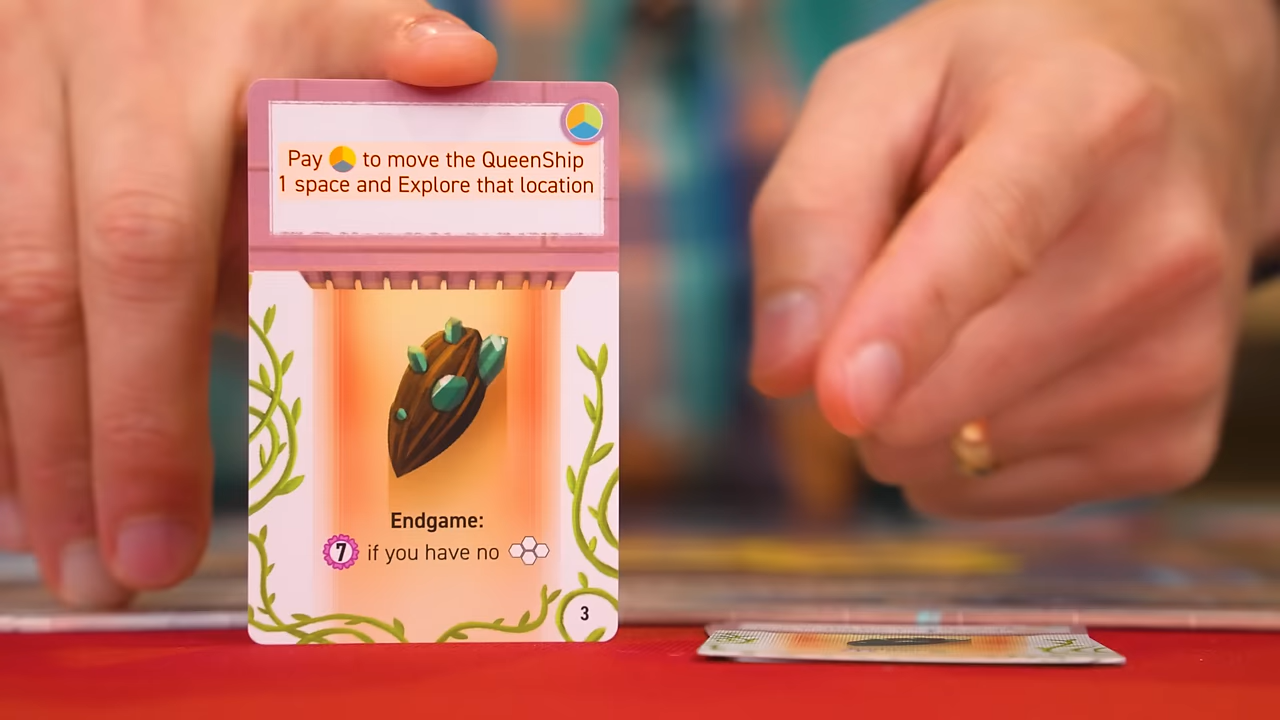 Pay to move the QueenShip
1 space and Explore that location
Endgame:
7 if you have no
3